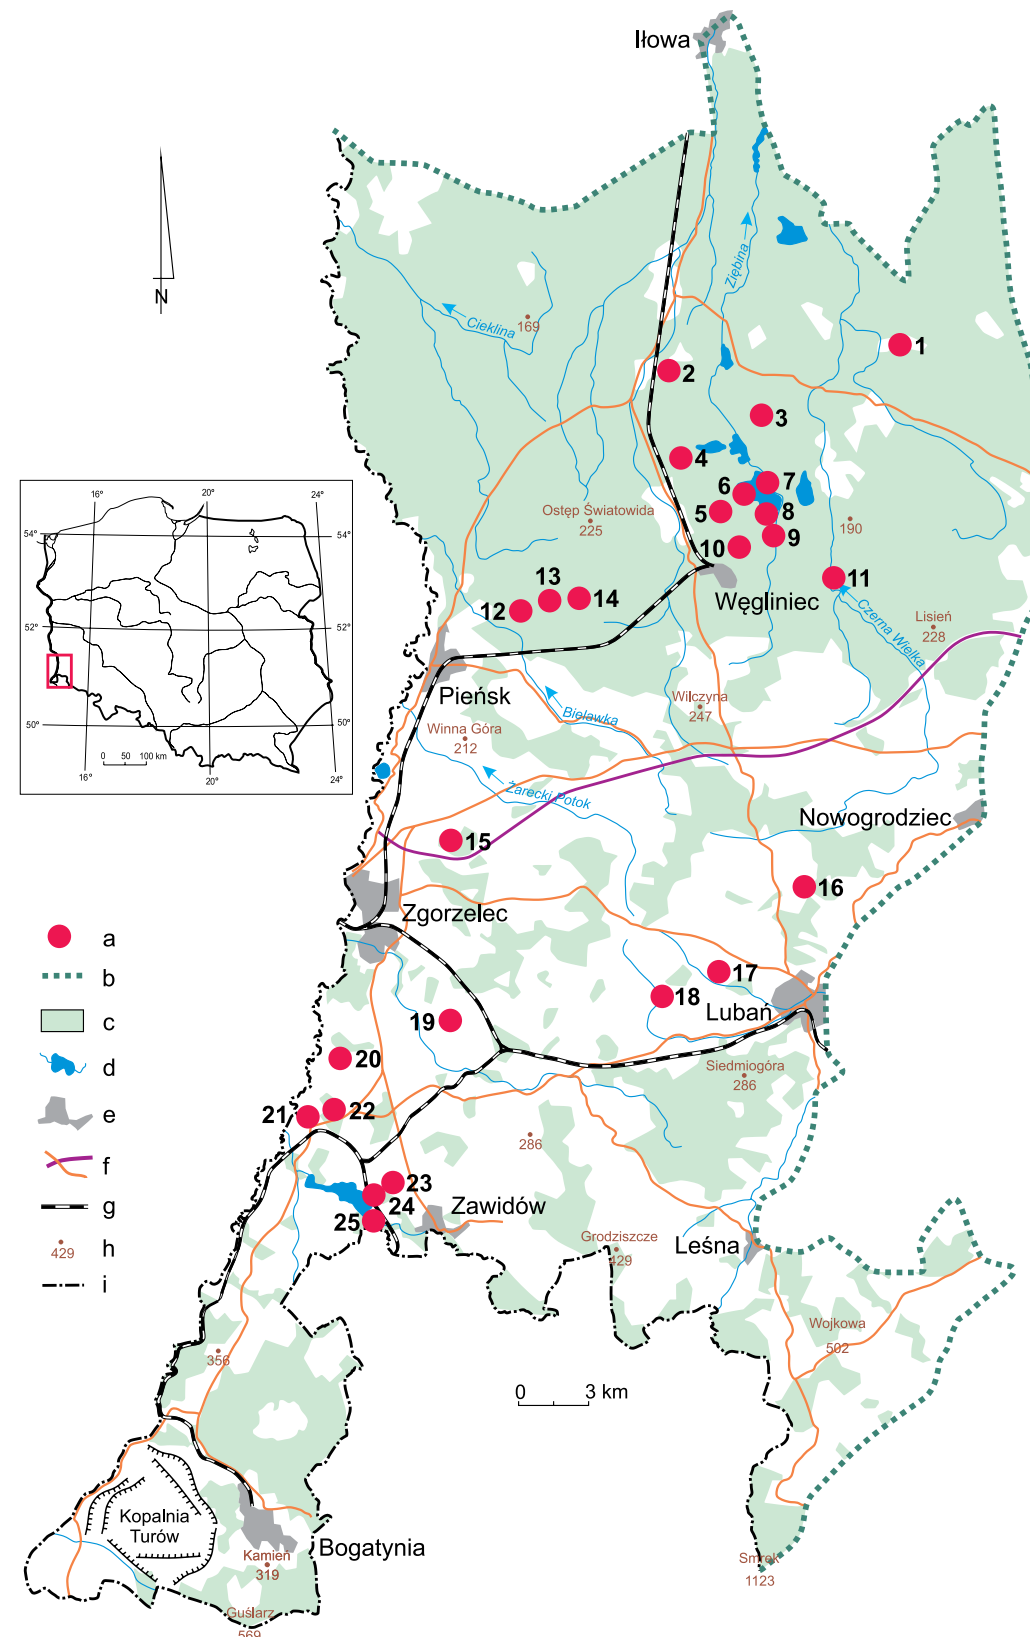 Iłowa
N
Ziębina
Cieklina
169
1
2
3
4
7
6
5
8
Ostęp Światowida
225
190
9
10
13
14
12
11
Węgliniec
Czerna Wielka
Lisień
228
16°
20°
24°
54°
54°
52°
52°
50°
50°
0 50 100 km
16°
20°
24°
Pieńsk
Wilczyna
247
Bielawka
Winna Góra
212
Żarecki Potok
Nowogrodziec
15
16
Zgorzelec
a
b
c
d
e
f
g
429
h
i
17
18
Lubań
19
20
Siedmiogóra
286
21
22
286
23
24
25
Zawidów
Grodziszcze
429
Leśna
Wojkowa
502
356
0 3 km
Kopalnia
Turów
Bogatynia
Kamień
319
Smrek
1123
Guślarz
569